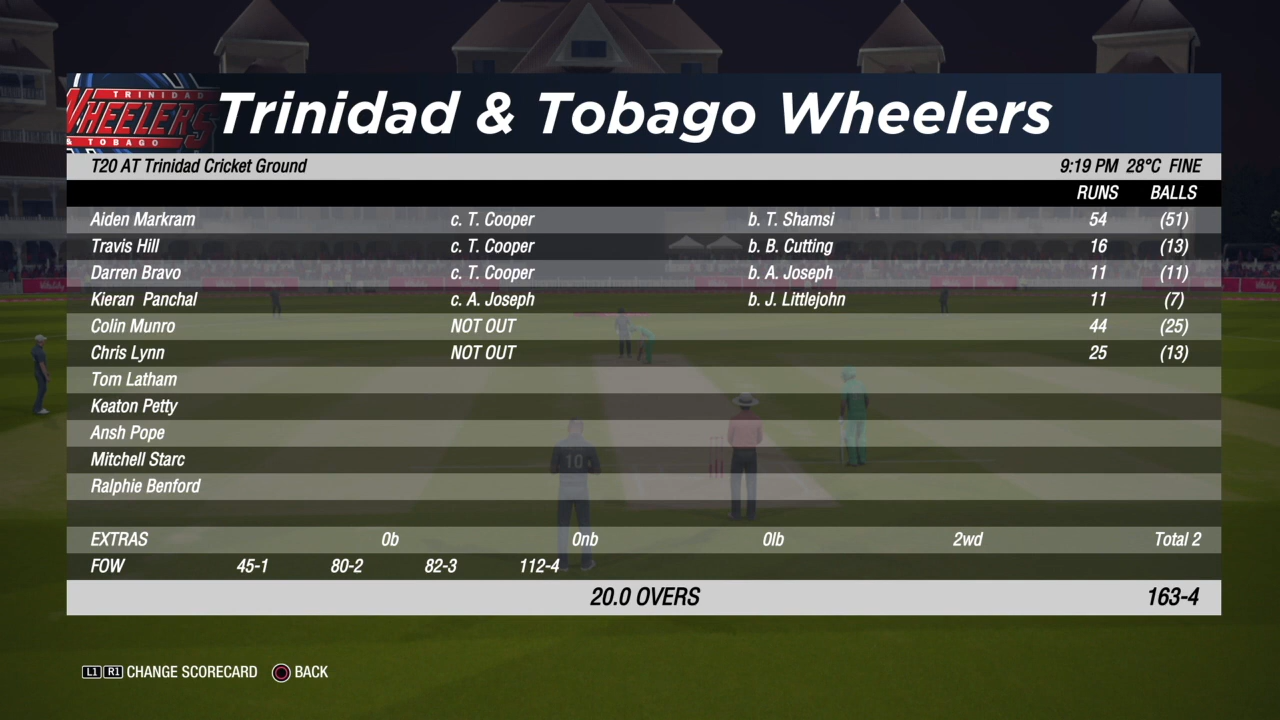 TRINIDAD
WHEELERS
& TOBAGO
Trinidad & Tobago Wheelers
T20 AT Trinidad Cricket Ground 9:19 PM 28°C FINE
RUNS BALLS
Aiden Markram c. T. Cooper b. T. Shamsi 54 (51)
Travis Hill c. T. Cooper b. B. Cutting 16 (13)
Darren Bravo c. T. Cooper b. A. Joseph 11 (11)
Kieran Panchal c. A. Joseph b. J. Littlejohn 11 (7)
Colin Munro NOT OUT 44 (25)
Chris Lynn NOT OUT 25 (13)
Tom Latham
Keaton Petty
Ansh Pope
Mitchell Starc
Ralphie Benford
10
EXTRAS 0b 0nb 0lb 2wd Total 2
FOW 45-1 80-2 82-3 112-4
20.0 OVERS 163-4
L1 R1 CHANGE SCORECARD BACK